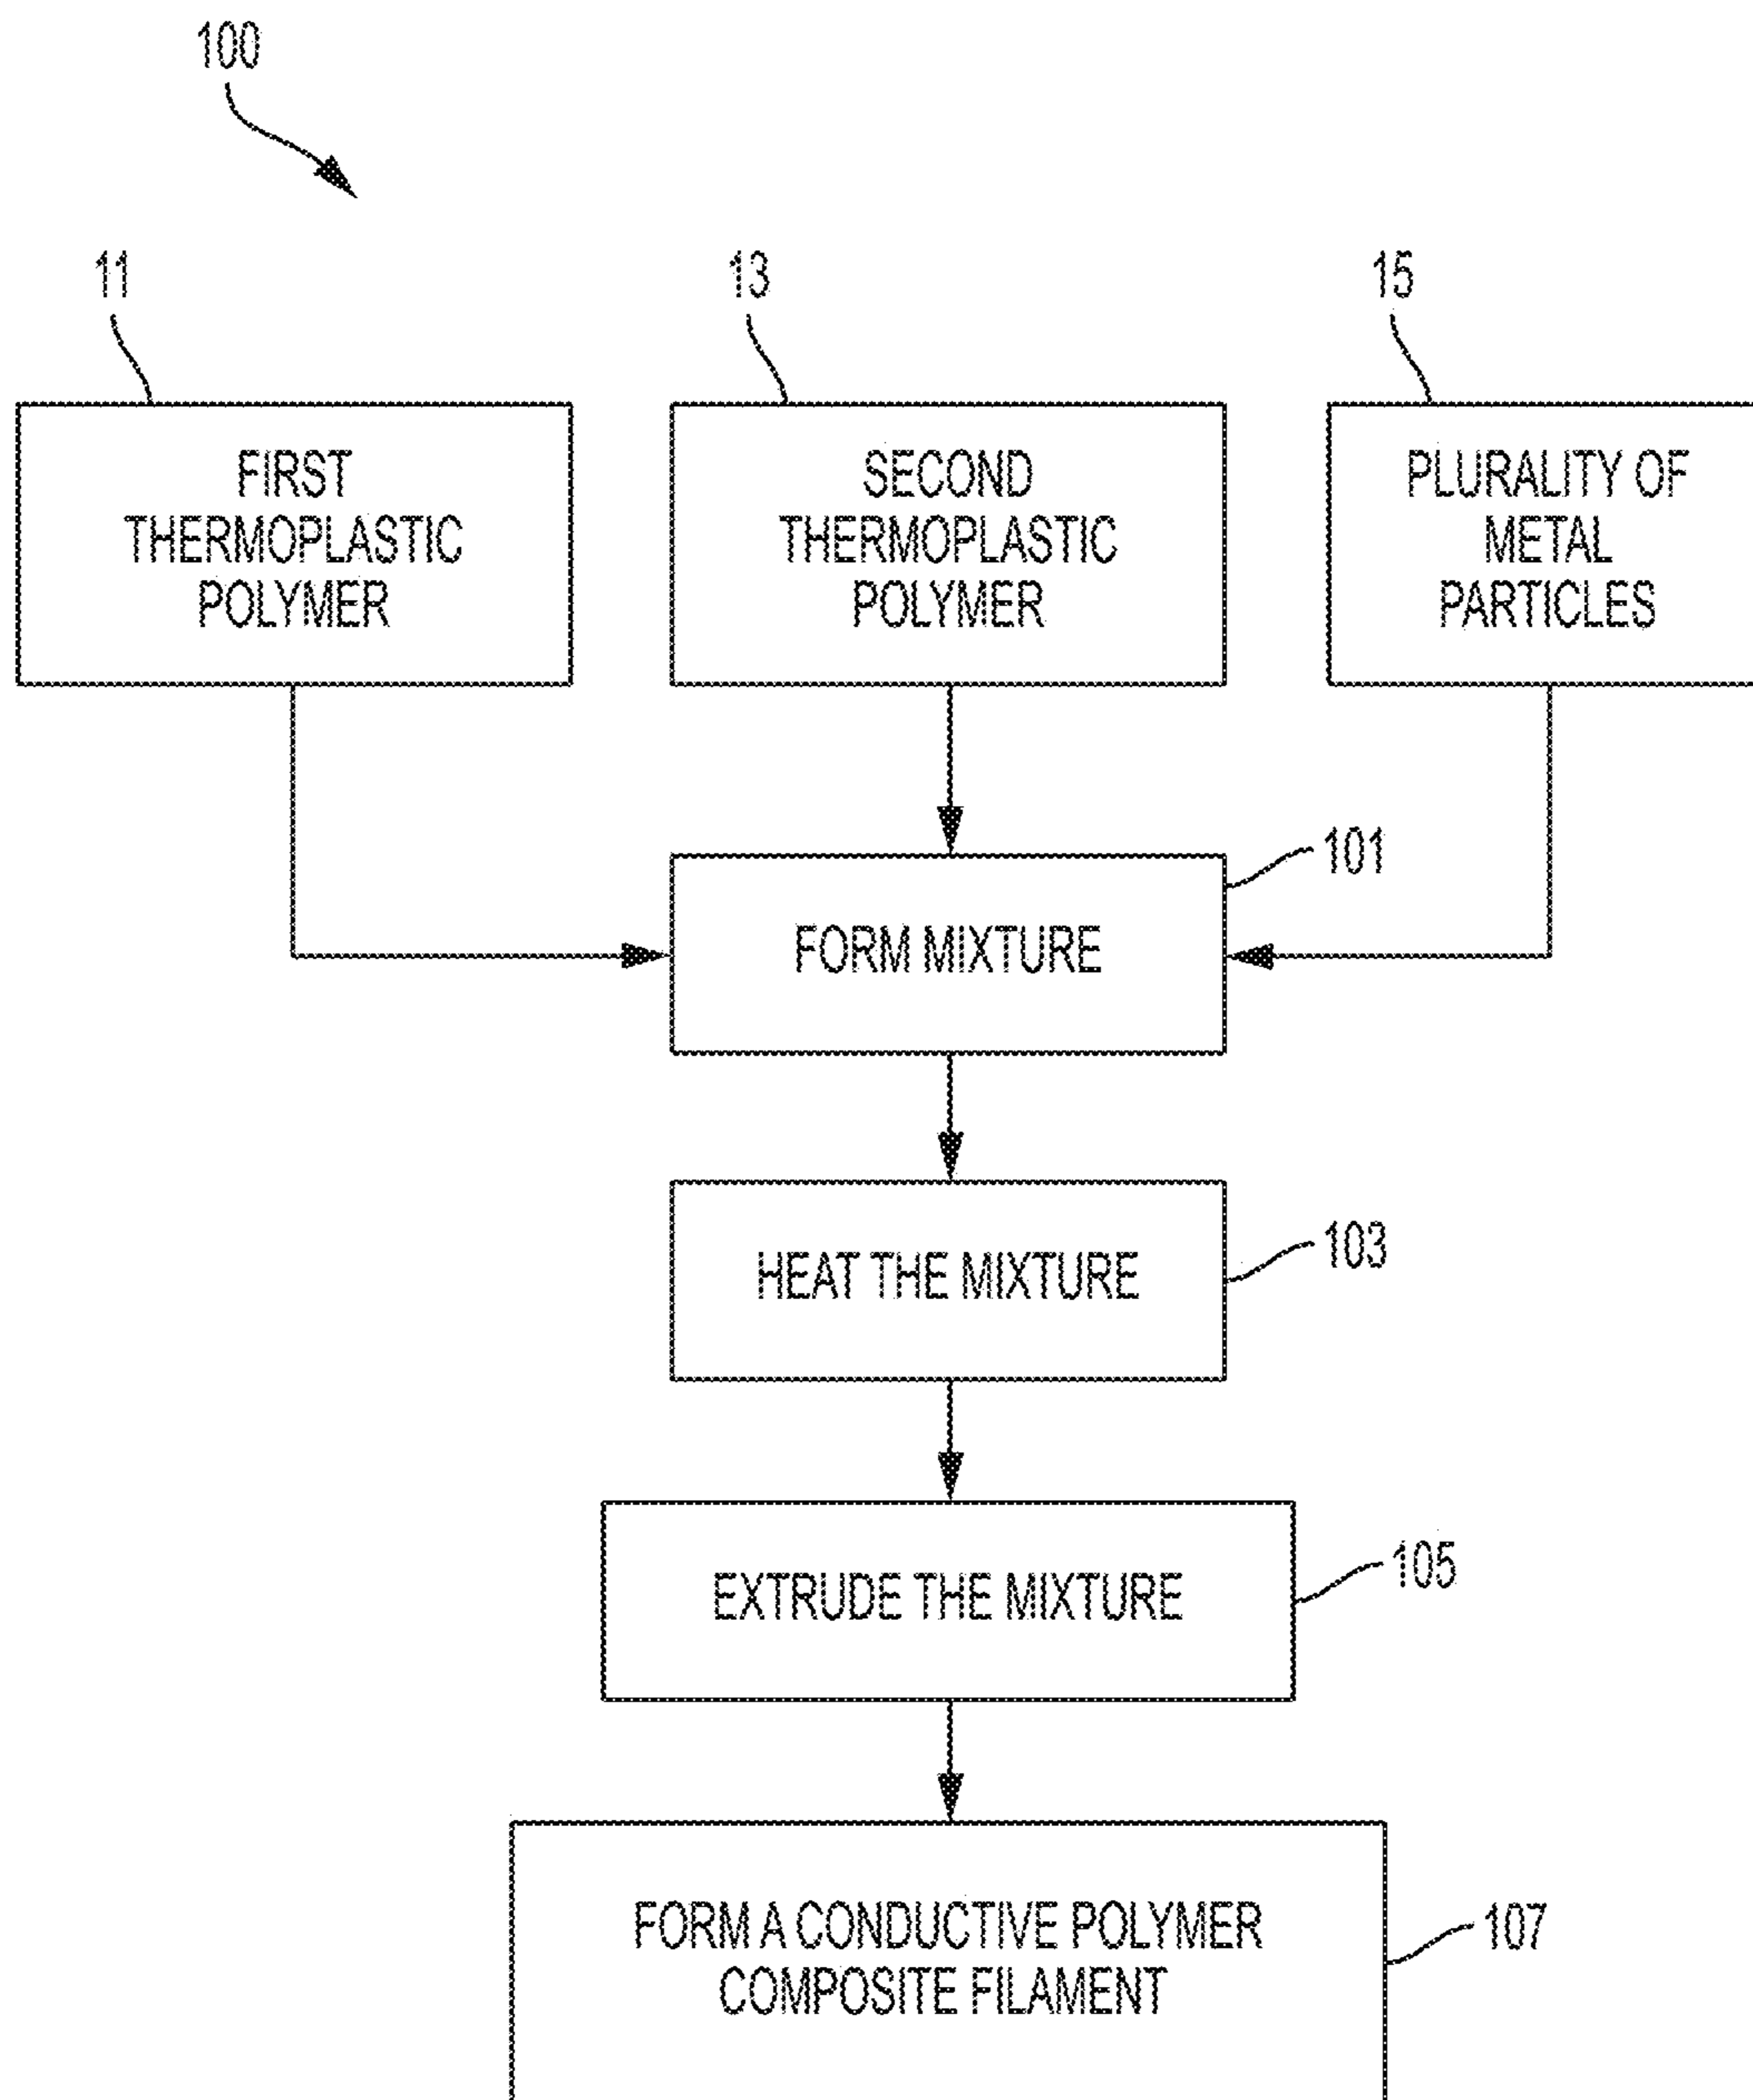 100
11
13
15
FIRST
THERMOPLASTIC
POLYMER
SECOND
THERMOPLASTIC
POLYMER
PLURALITY OF
METAL
PARTICLES
101
FORM MIXTURE
103
HEAT THE MIXTURE
105
EXTRUDE THE MIXTURE
107
FORM A CONDUCTIVE POLYMER
COMPOSITE FILAMENT